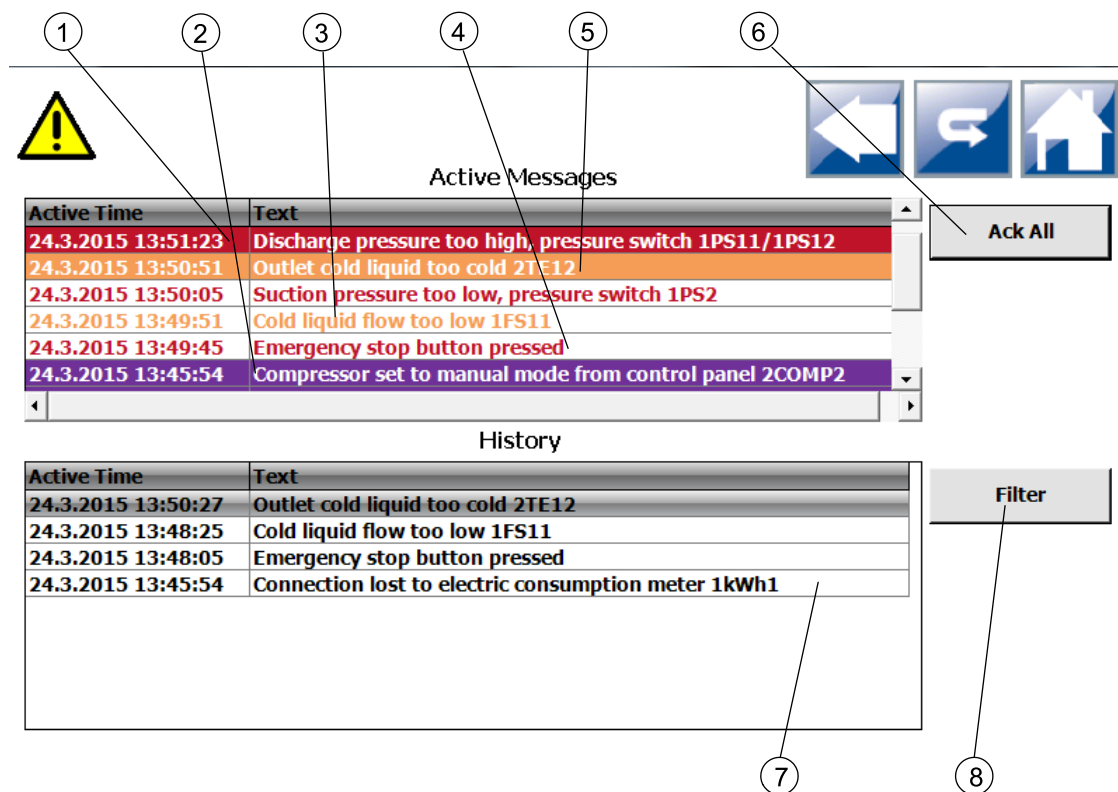 1 2 3 4 5 6
Active Messages
Active Time Text
24.3.2015 13:51:23 Discharge pressure too high, pressure switch 1PS11/1PS12
24.3.2015 13:50:51 Outlet cold liquid too cold 2TE12
24.3.2015 13:50:05 Suction pressure too low, pressure switch 1PS2
24.3.2015 13:49:51 Cold liquid flow too low 1FS11
24.3.2015 13:49:45 Emergency stop button pressed
24.3.2015 13:45:54 Compressor set to manual mode from control panel 2COMP2
Ack All
History
Active Time Text
24.3.2015 13:50:27 Outlet cold liquid too cold 2TE12
24.3.2015 13:48:25 Cold liquid flow too low 1FS11
24.3.2015 13:48:05 Emergency stop button pressed
24.3.2015 13:45:54 Connection lost to electric consumption meter 1kWh1
Filter
7 8